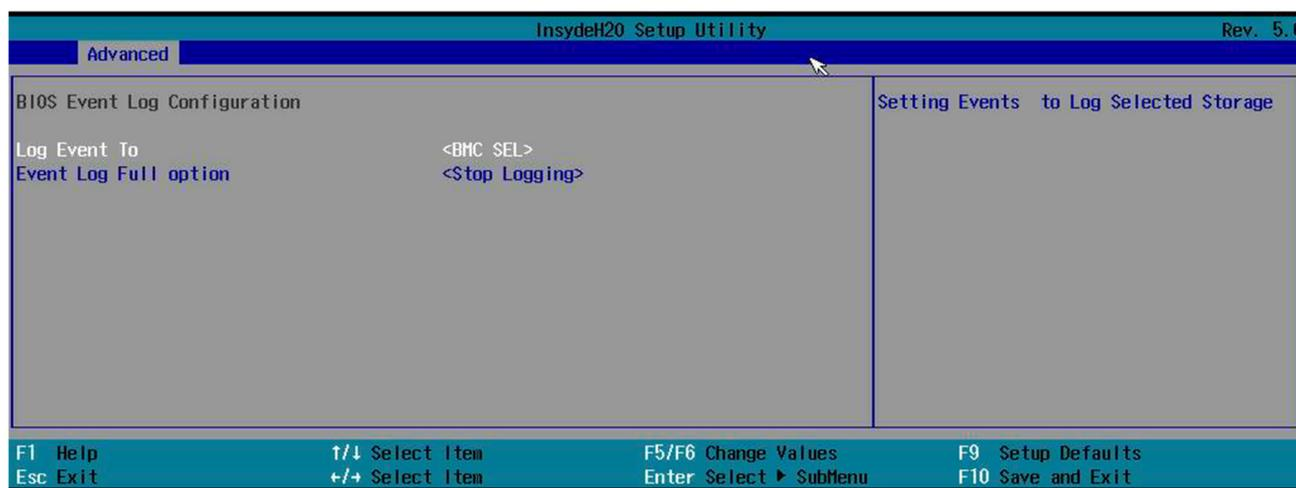 InsydeH2O Setup Utility Rev. 5.
Advanced
BIOS Event Log Configuration
Setting Events to Log Selected Storage
Log Event To <BMC SEL>
Event Log Full option <Stop Logging>
F1 Help ↑/↓ Select Item F5/F6 Change Values F9 Setup Defaults
Esc Exit ←/→ Select Item Enter Select ▶ SubMenu F10 Save and Exit